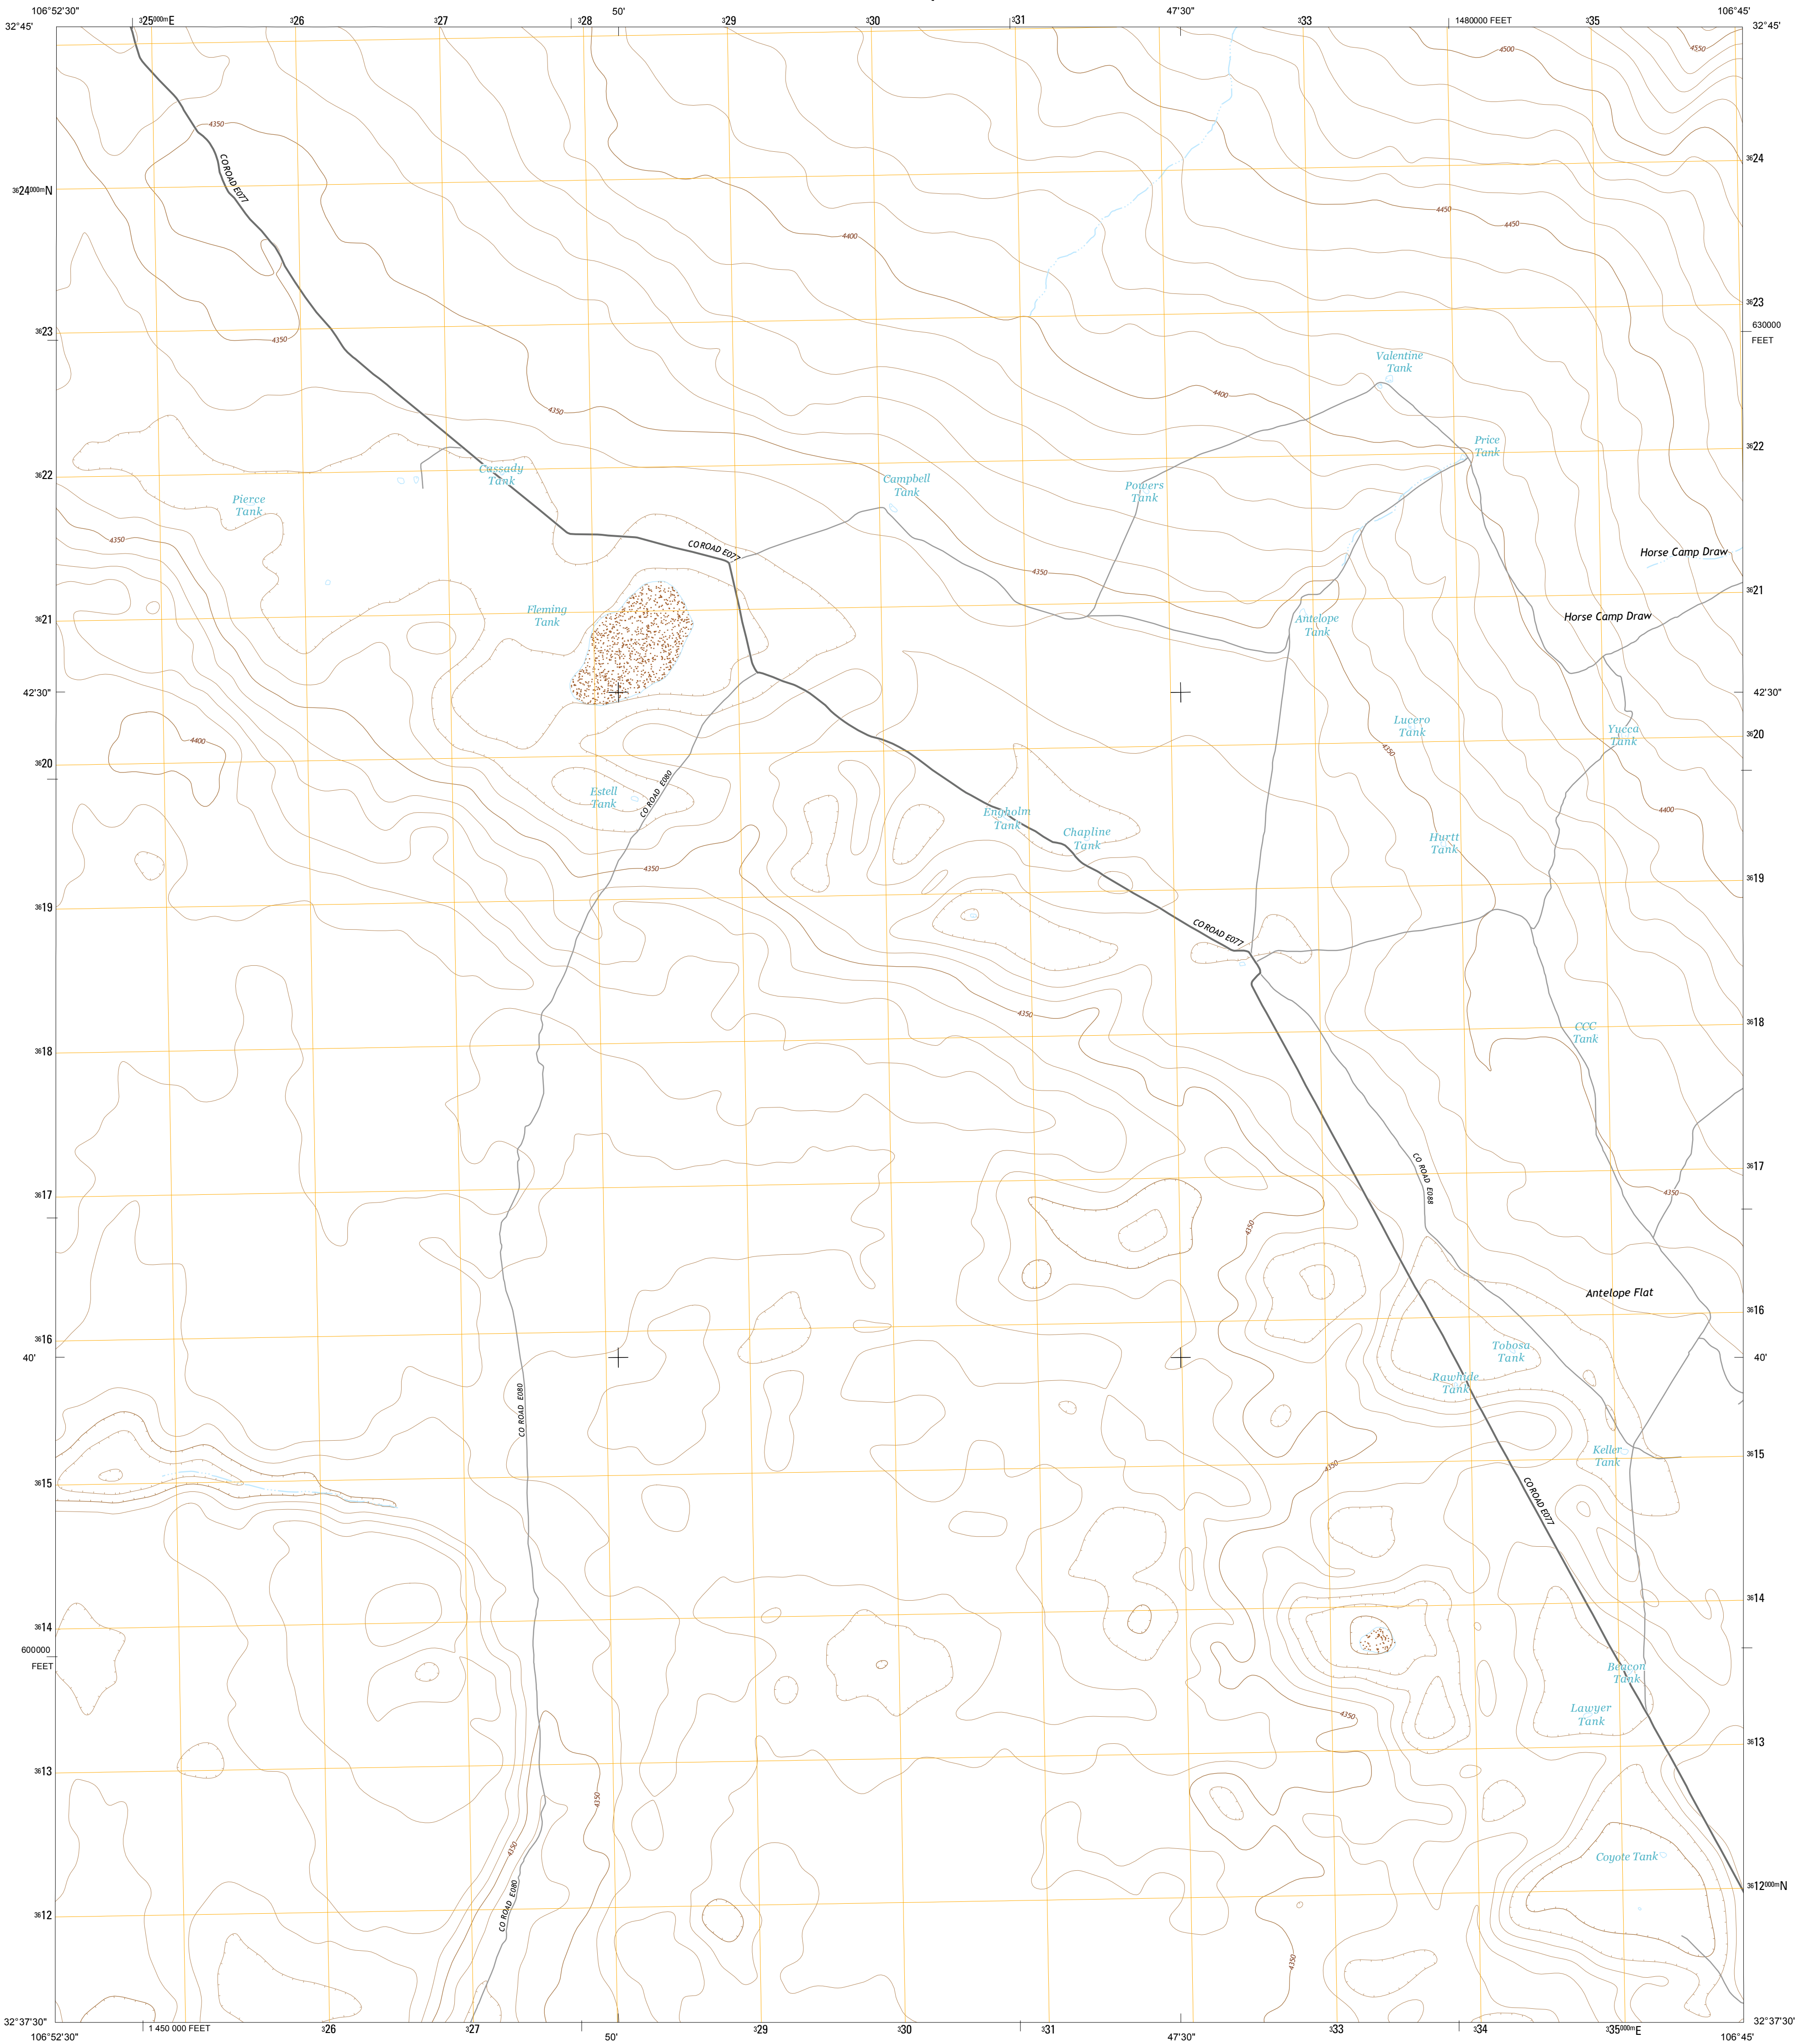 106°52'30"
325000mE
326
327
328
50'
329
330
331
47'30"
333
1480000 FEET
335
106°45'
32°45'
32°45'
4500
4550
4350
CO ROAD E077
3624
3624000mN
4450
4450
4400
3623
3623
630000
FEET
4350
Valentine
Tank
4400
4350
Price
Tank
3622
3622
Cassady
Tank
Campbell
Tank
Powers
Tank
Pierce
Tank
4350
CO ROAD E077
Horse Camp Draw
4350
3621
3621
Fleming
Tank
Antelope
Tank
Horse Camp Draw
42'30"
42'30"
Lucero
Tank
Yucca
Tank
3620
4400
4350
3620
Estell
Tank
CO ROAD E080
Engholm
Tank
Chapline
Tank
Hurtt
Tank
4400
4350
3619
3619
CO ROAD E077
4350
CCC
Tank
3618
3618
CO ROAD E088
3617
3617
4350
4350
Antelope Flat
3616
3616
Tobosa
Tank
40'
40'
Rawhide
Tank
CO ROAD E080
Keller
Tank
3615
4350
3615
CO ROAD E077
3614
3614
600000
FEET
Beacon
Tank
Lawyer
Tank
4350
3613
3613
4350
4350
Coyote Tank
CO ROAD E080
3612000mN
3612
4350
32°37'30"
32°37'30"
106°52'30"
1 450 000 FEET
326
327
50'
329
330
331
47'30"
333
334
335000mE
106°45'